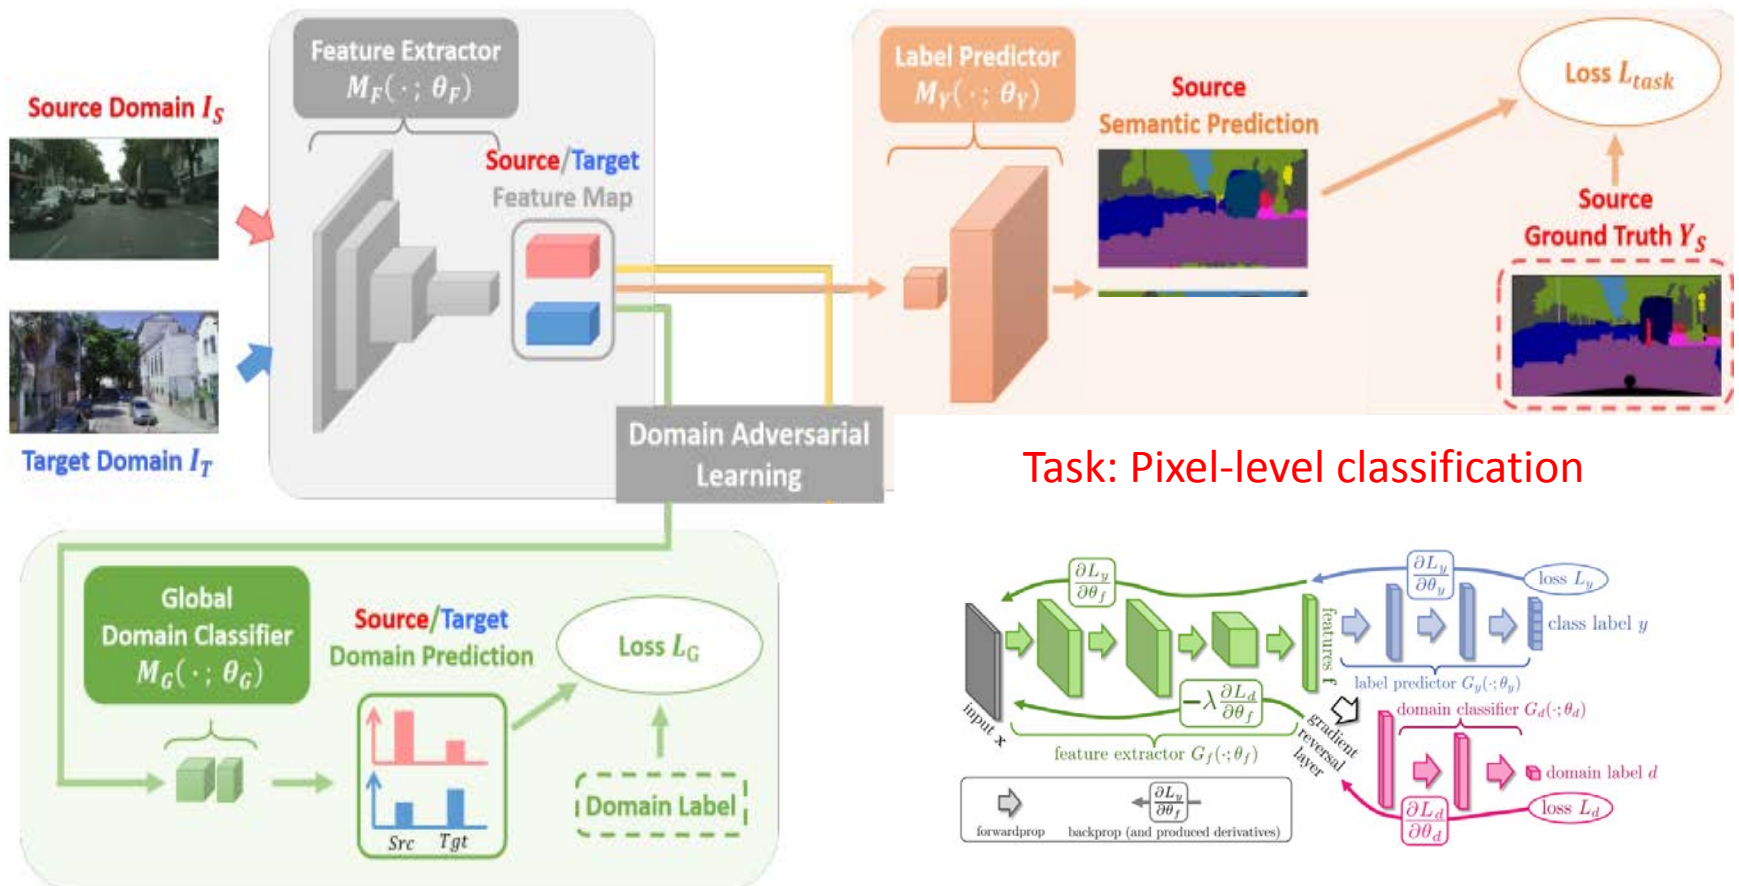 Feature Extractor
M_F(· ; θ_F)
Source Domain I_S
Target Domain I_T
Source/Target
Feature Map
Label Predictor
M_Y(· ; θ_Y)
Source
Semantic Prediction
Loss L_task
Source
Ground Truth Y_S
Domain Adversarial
Learning
Task: Pixel-level classification
Global
Domain Classifier
M_G(· ; θ_G)
Source/Target
Domain Prediction
Src Tgt
Loss L_G
Domain Label
∂L_y/∂θ_f
∂L_y/∂θ_y
loss L_y
features f
class label y
label predictor G_y(·;θ_y)
−λ ∂L_d/∂θ_f
input x
feature extractor G_f(·;θ_f)
gradient
reversal
layer
domain classifier G_d(·;θ_d)
domain label d
∂L_d/∂θ_d
loss L_d
∂L_y/∂θ_f
forwardprop
backprop (and produced derivatives)